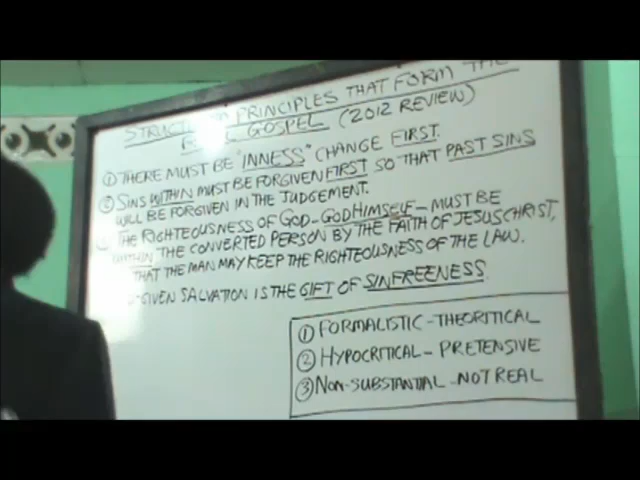 PRINCIPLES THAT FORM THE
GOSPEL (2012 REVIEW)
① THERE MUST BE "INNESS" CHANGE FIRST.
② SINS WITHIN MUST BE FORGIVEN FIRST SO THAT PAST SINS
WILL BE FORGIVEN IN THE JUDGEMENT.
THE RIGHTEOUSNESS OF GOD-GOD HIMSELF- MUST BE
WITHIN THE CONVERTED PERSON BY THE FAITH OF JESUS CHRIST,
THAT THE MAN MAY KEEP THE RIGHTEOUSNESS OF THE LAW.
GIVEN SALVATION IS THE GIFT OF SINFREENESS.
① FORMALISTIC-THEORITICAL
② HYPOCRITICAL- PRETENSIVE
③ NON-SUBSTANTIAL-NOT REAL